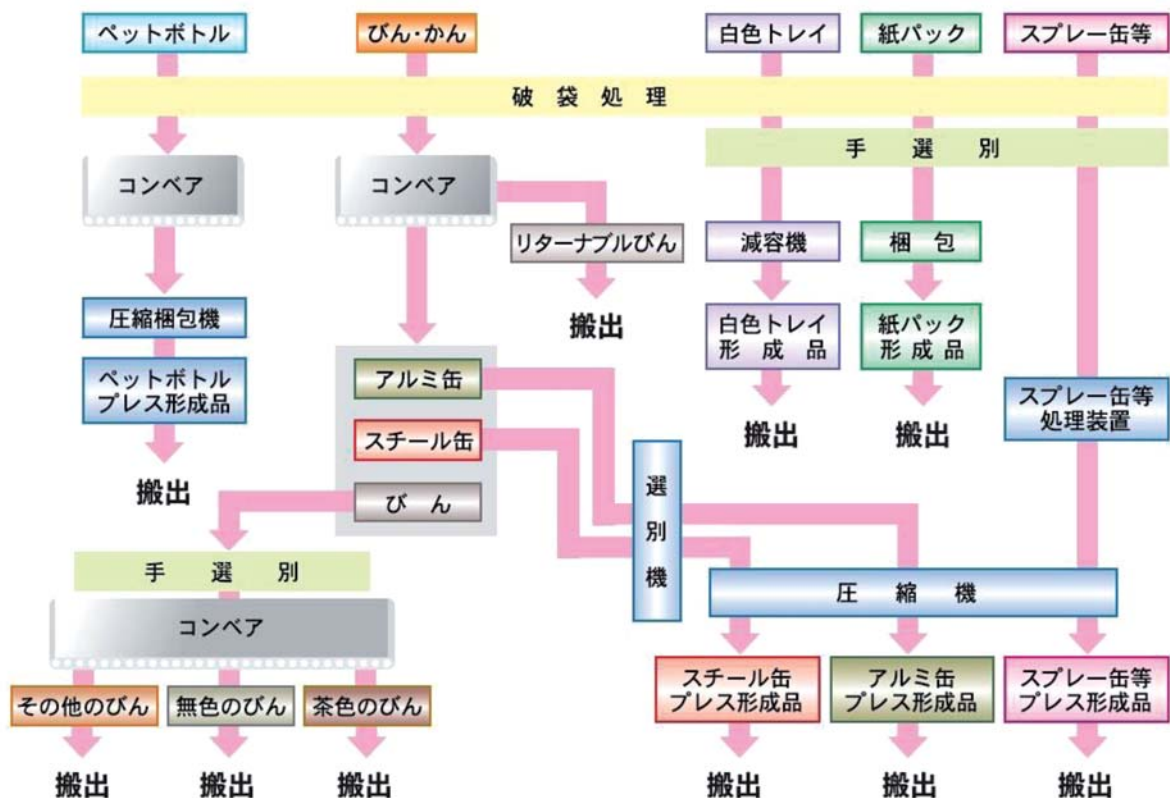 ペットボトル
びん・かん
白色トレイ
紙パック
スプレー缶等
破袋処理
手選別
コンベア
コンベア
リターナブルびん
減容機
梱包
搬出
圧縮梱包機
白色トレイ
形成品
紙パック
形成品
アルミ缶
ペットボトル
プレス形成品
スプレー缶等
処理装置
搬出
搬出
スチール缶
搬出
びん
選別機
手選別
圧縮機
コンベア
スチール缶
プレス形成品
アルミ缶
プレス形成品
スプレー缶等
プレス形成品
その他のびん
無色のびん
茶色のびん
搬出
搬出
搬出
搬出
搬出
搬出